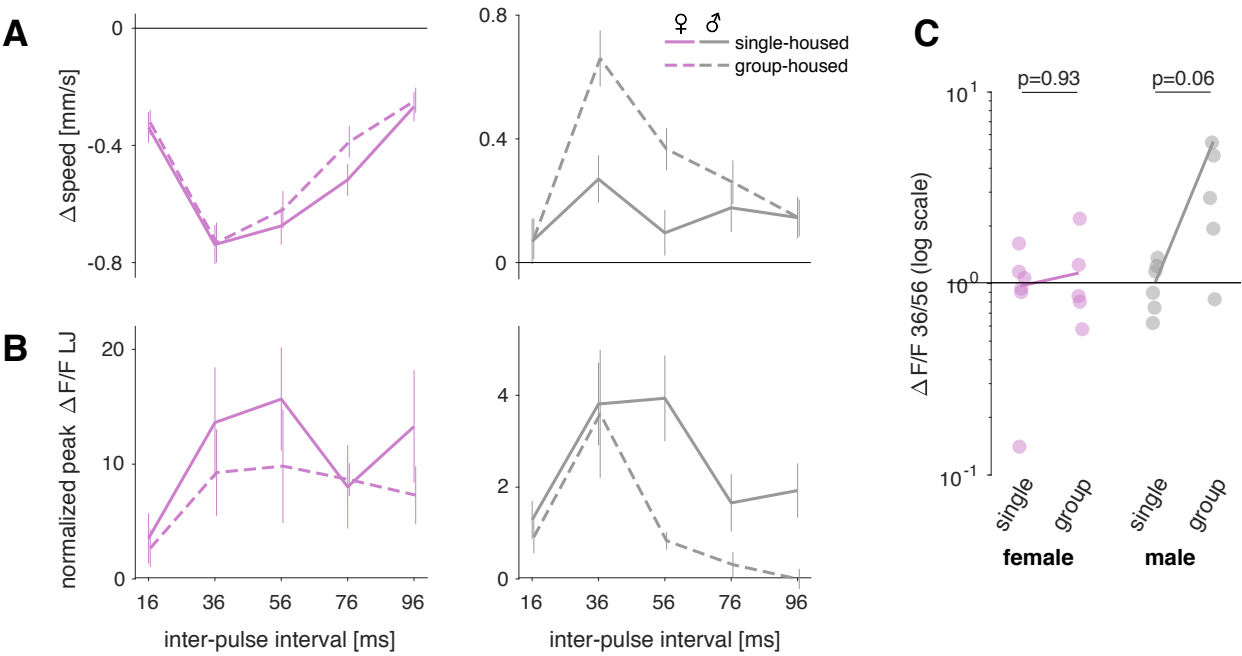 A
Δspeed [mm/s]
0
-0.4
-0.8
0.8
0.4
0
♀ ♂
single-housed
group-housed
B
normalized peak Δ F/F LJ
20
10
0
16 36 56 76 96
inter-pulse interval [ms]
4
2
0
16 36 56 76 96
inter-pulse interval [ms]
C
Δ F/F 36/56 (log scale)
p=0.93 p=0.06
10¹
10⁰
10⁻¹
single group single group
female male